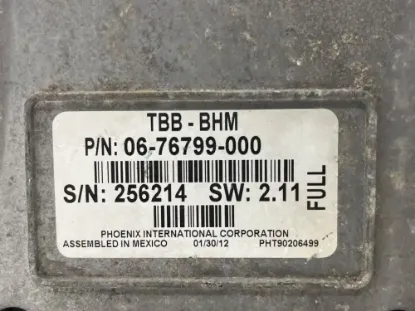 TBB - BHM
P/N: 06-76799-000
S/N: 256214 SW: 2.11
FULL
PHOENIX INTERNATIONAL CORPORATION
ASSEMBLED IN MEXICO 01/30/12 PHT90206499